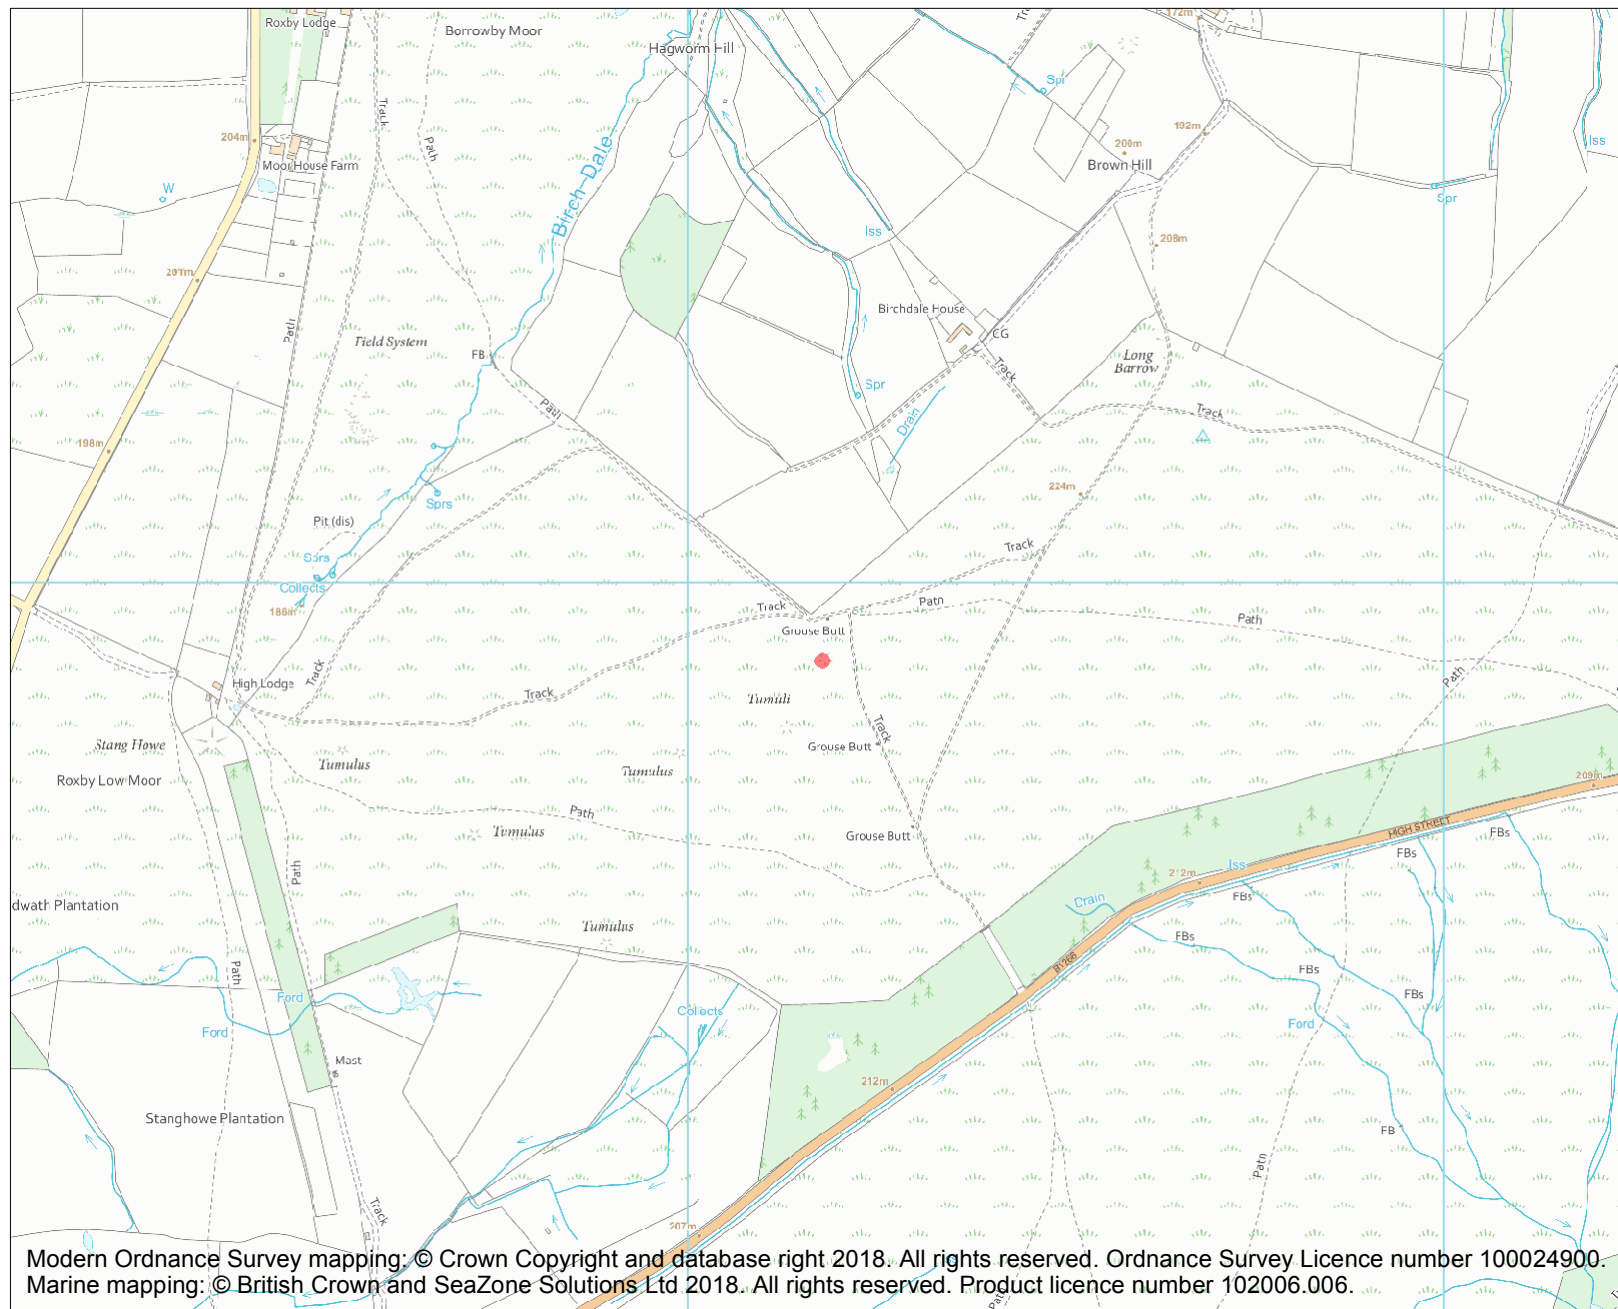 Roxby Lodge
Borrowby Moor
Hagworm Hill
172m
Track
Path
Spr
204m
Moor House Farm
192m
200m
Brown Hill
Iss
W
Birch Dale
Spr
Iss
208m
201m
Birchdale House
CG
Path
Field System
FB
Long
Barrow
Track
Spr
Path
Track
Drain
198m
Sprs
224m
Pit (dis)
Sprs
Collects
186m
Track
Track
Path
Path
Grouse Butt
High Lodge
Track
Track
Tumuli
Path
Stang Howe
Track
Grouse Butt
Tumulus
Tumulus
Roxby Low Moor
209m
Path
Tumulus
Grouse Butt
HIGH STREET
FBs
FBs
Path
Iss
212m
FBs
dwath Plantation
Drain
Tumulus
FBs
B1266
Path
FBs
Ford
FBs
Ford
Collects
Ford
Mast
212m
Stanghowe Plantation
FB
Path
Track
207m
Path
Modern Ordnance Survey mapping: © Crown Copyright and database right 2018. All rights reserved. Ordnance Survey Licence number 100024900.
Marine mapping: © British Crown and SeaZone Solutions Ltd 2018. All rights reserved. Product licence number 102006.006.